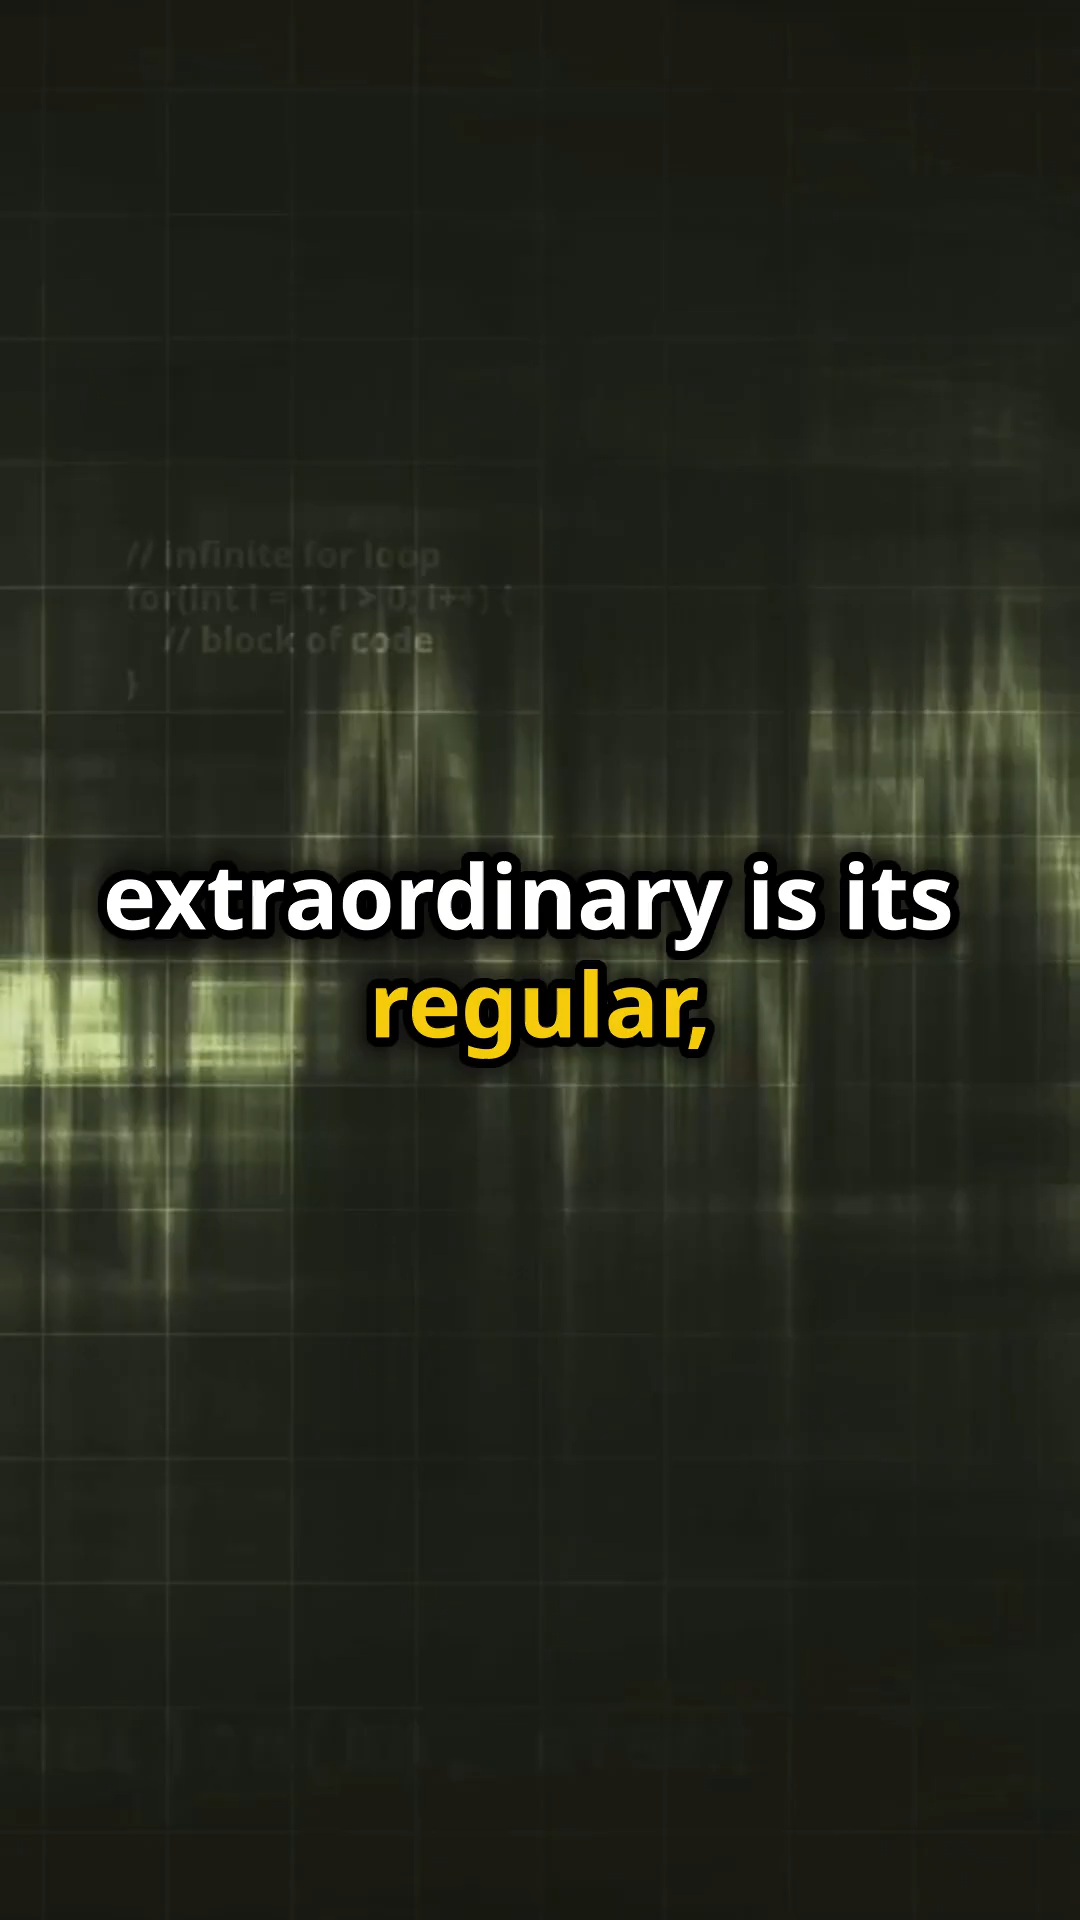 // infinite for loop
for(int i = 1; i > 0; i++) {
// block of code
}
extraordinary is its
regular,